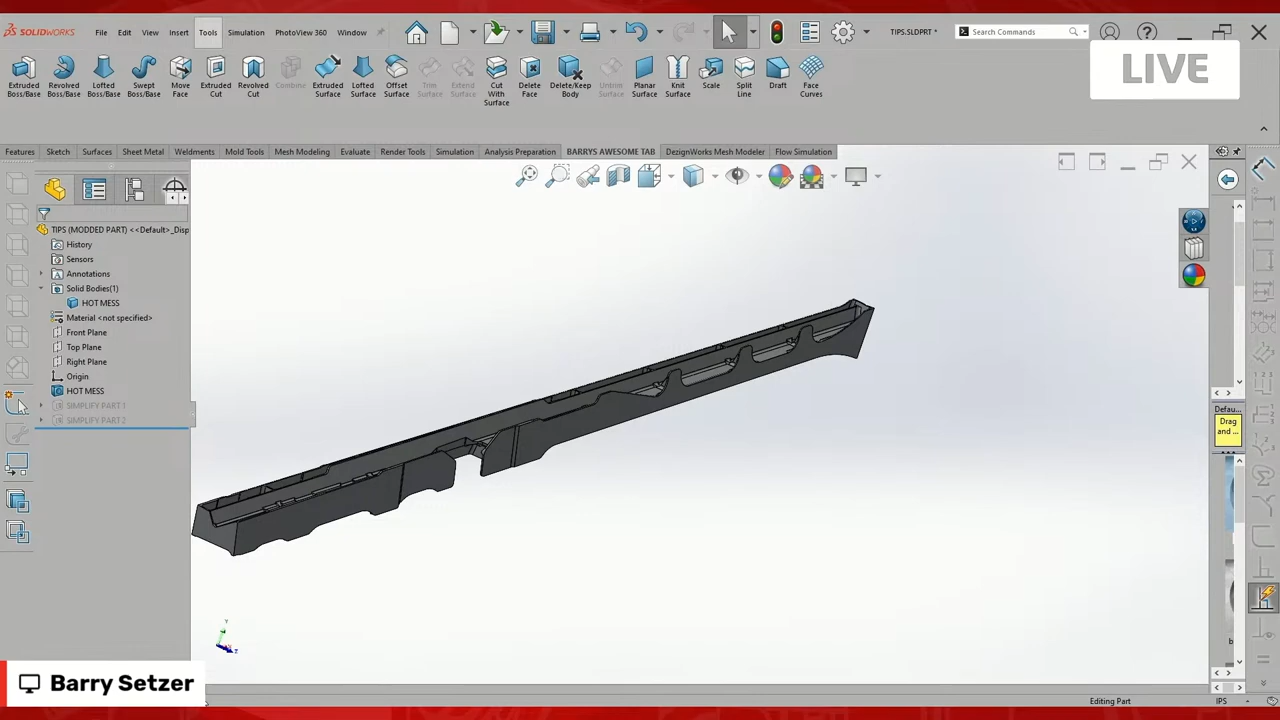 SOLIDWORKS
File Edit View Insert Tools Simulation PhotoView 360 Window
TIPS.SLDPRT *
Search Commands
LIVE
Extruded Boss/Base
Revolved Boss/Base
Lofted Boss/Base
Swept Boss/Base
Move Face
Extruded Cut
Revolved Cut
Combine
Extruded Surface
Lofted Surface
Offset Surface
Trim Surface
Extend Surface
Cut With Surface
Delete Face
Delete/Keep Body
Untrim Surface
Planar Surface
Knit Surface
Scale
Split Line
Draft
Face Curves
Features Sketch Surfaces Sheet Metal Weldments Mold Tools Mesh Modeling Evaluate Render Tools Simulation Analysis Preparation BARRYS AWESOME TAB DezignWorks Mesh Modeler Flow Simulation
TIPS (MODDED PART) <<Default>_Disp
History
Sensors
Annotations
Solid Bodies(1)
HOT MESS
Material <not specified>
Front Plane
Top Plane
Right Plane
Origin
HOT MESS
SIMPLIFY PART 1
SIMPLIFY PART 2
Defau...
Drag
and ...
Y
Z
Barry Setzer
Editing Part
IPS